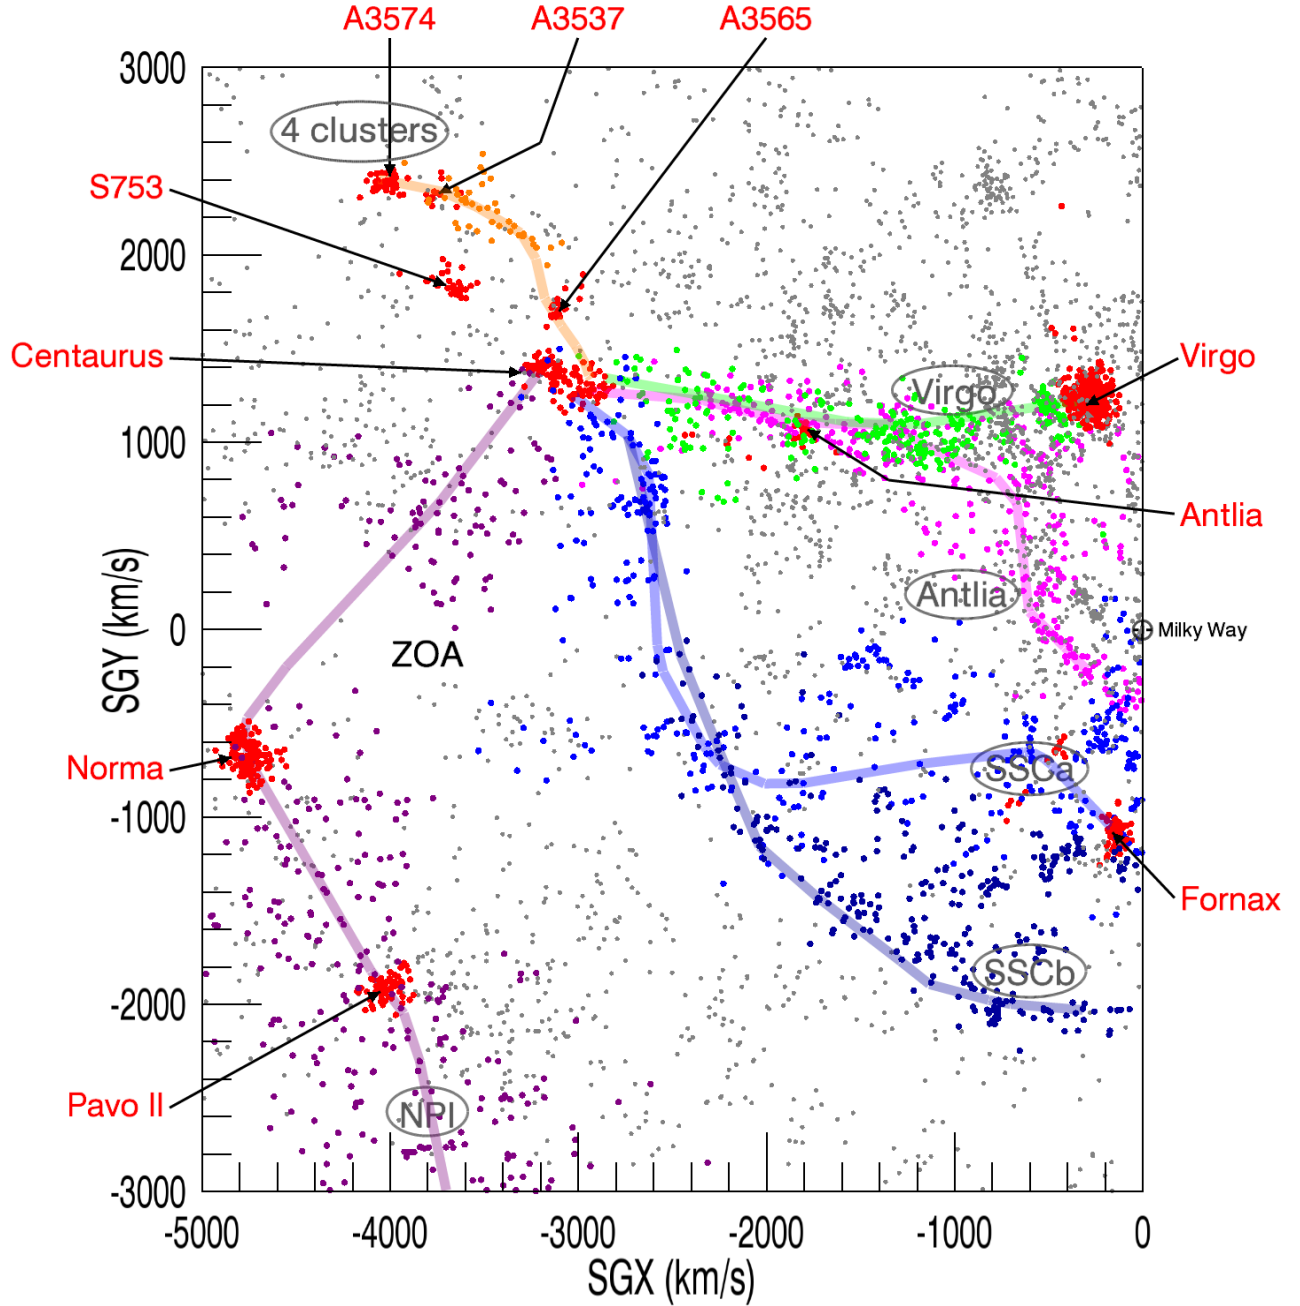 A3574 A3537 A3565
3000
4 clusters
S753
2000
Centaurus
Virgo
Virgo
1000
Antlia
SGY (km/s)
Antlia
0
Milky Way
ZOA
Norma
SSCa
-1000
Fornax
SSCb
-2000
Pavo II
NPI
-3000
-5000 -4000 -3000 -2000 -1000 0
SGX (km/s)